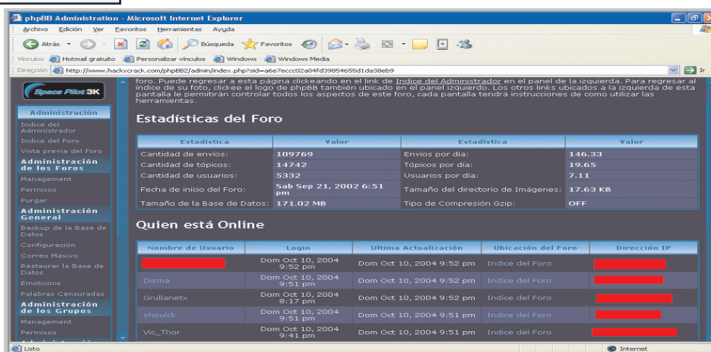 phpBB Administration - Microsoft Internet Explorer
Archivo Edición Ver Favoritos Herramientas Ayuda
Atrás Búsqueda Favoritos
Vínculos Hotmail gratuito Personalizar vínculos Windows Windows Media
Dirección http://www.hackxcrack.com/phpBB2/admin/index.php?sid=a6e7eccc02a04fd39854655d1da38eb9 Ir
Space Pilot 3K
foro. Puede regresar a esta página clickeando en el link de Indice del Administrador en el panel de la izquierda. Para regresar al
indice de su foto, clickee el logo de phpBB también ubicado en el panel izquierdo. Los otros links ubicados a la izquierda de esta
pantalla le permitirán controlar todos los aspectos de este foro, cada pantalla tendrá instrucciones de como utilizar las
herramientas.
Administración
Indice del
Administrador
Indice del Foro
Vista previa del Foro
Administración
de los Foros
Management
Permisos
Purgar
Administración
General
Backup de la Base de
Datos
Configuración
Correo Masivo
Restaurar la Base de
Datos
Emoticons
Palabras Censuradas
Administración
de los Grupos
Management
Permisos
Estadísticas del Foro
Estadística Valor Estadística Valor
Cantidad de envíos: 109769 Envíos por día: 146.33
Cantidad de tópicos: 14742 Tópicos por día: 19.65
Cantidad de usuarios: 5332 Usuarios por día: 7.11
Fecha de inicio del Foro: Sab Sep 21, 2002 6:51 pm Tamaño del directorio de Imágenes: 17.63 KB
Tamaño de la Base de Datos: 171.02 MB Tipo de Compresión Gzip: OFF
Quien está Online
Nombre de Usuario Login Ultima Actualización Ubicación del Foro Dirección IP
Dom Oct 10, 2004 9:52 pm Dom Oct 10, 2004 9:52 pm Indice del Foro
Disma Dom Oct 10, 2004 9:51 pm Dom Oct 10, 2004 9:52 pm Indice del Foro
Grullanetx Dom Oct 10, 2004 8:17 pm Dom Oct 10, 2004 9:52 pm Indice del Foro
shoulck Dom Oct 10, 2004 9:51 pm Dom Oct 10, 2004 9:51 pm Indice del Foro
Vic_Thor Dom Oct 10, 2004 9:41 pm Dom Oct 10, 2004 9:51 pm Indice del Foro
Listo Internet